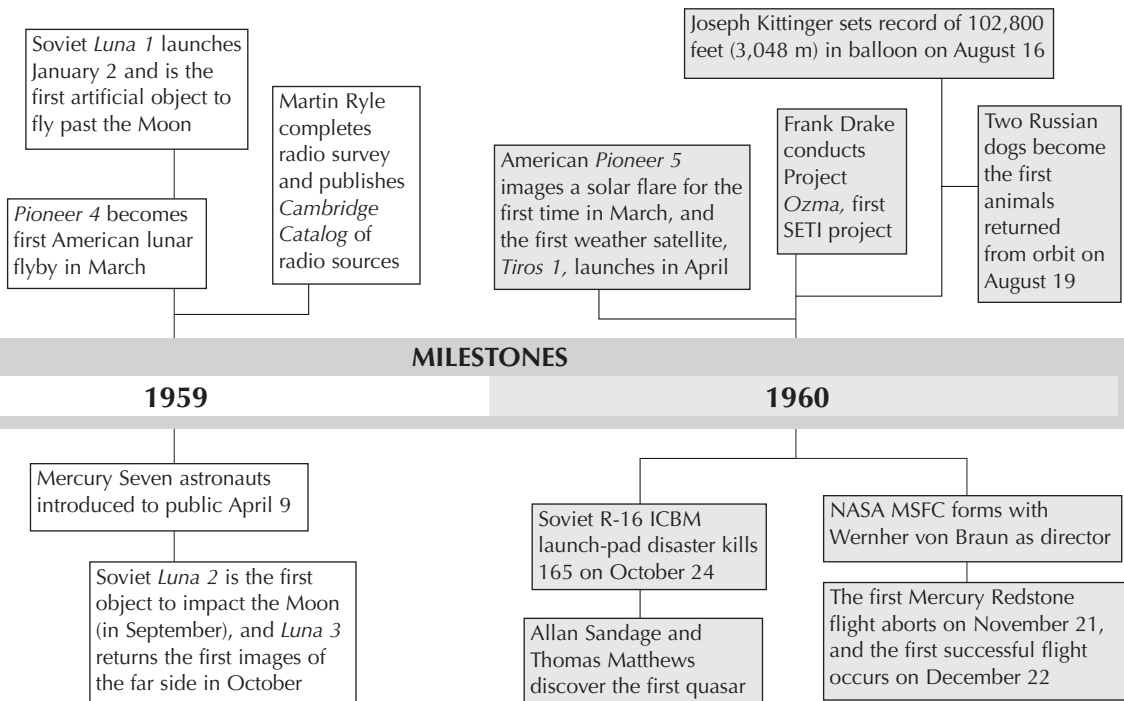 Soviet Luna 1 launches
January 2 and is the
first artificial object to
fly past the Moon
Pioneer 4 becomes
first American lunar
flyby in March
Martin Ryle
completes
radio survey
and publishes
Cambridge
Catalog of
radio sources
Joseph Kittinger sets record of 102,800
feet (3,048 m) in balloon on August 16
American Pioneer 5
images a solar flare for the
first time in March, and
the first weather satellite,
Tiros 1, launches in April
Frank Drake
conducts
Project
Ozma, first
SETI project
Two Russian
dogs become
the first
animals
returned
from orbit on
August 19
MILESTONES
1959
1960
Mercury Seven astronauts
introduced to public April 9
Soviet Luna 2 is the first
object to impact the Moon
(in September), and Luna 3
returns the first images of
the far side in October
Soviet R-16 ICBM
launch-pad disaster kills
165 on October 24
Allan Sandage and
Thomas Matthews
discover the first quasar
NASA MSFC forms with
Wernher von Braun as director
The first Mercury Redstone
flight aborts on November 21,
and the first successful flight
occurs on December 22